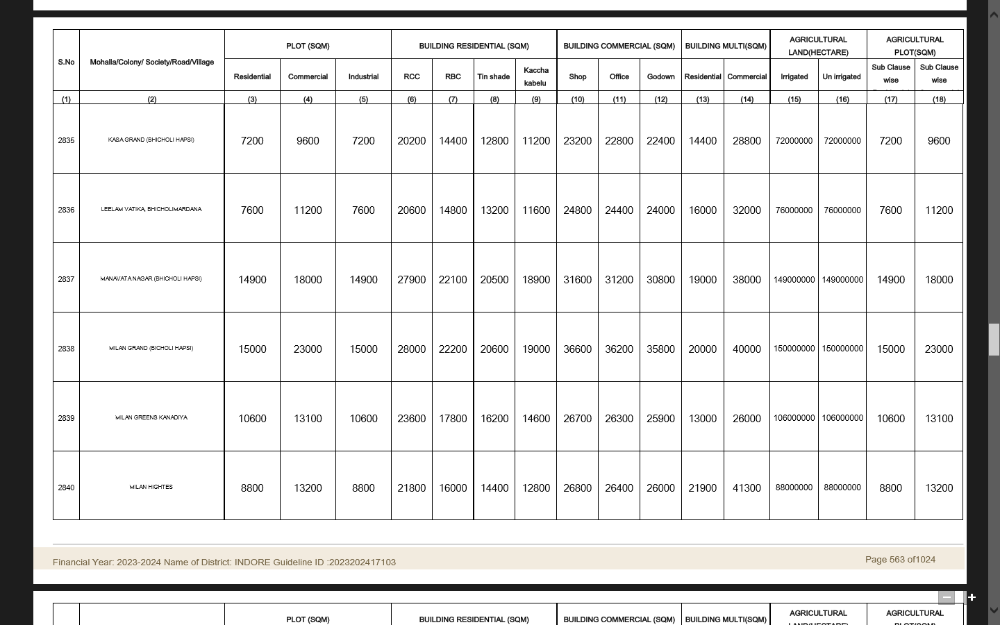 S.No Mohalla/Colony/ Society/Road/Village PLOT (SQM) BUILDING RESIDENTIAL (SQM) BUILDING COMMERCIAL (SQM) BUILDING MULTI(SQM) AGRICULTURAL LAND(HECTARE) AGRICULTURAL PLOT(SQM)
Residential Commercial Industrial RCC RBC Tin shade Kaccha kabelu Shop Office Godown Residential Commercial Irrigated Un irrigated Sub Clause wise Sub Clause wise
(1) (2) (3) (4) (5) (6) (7) (8) (9) (10) (11) (12) (13) (14) (15) (16) (17) (18)
2835 KASA GRAND (BHICHOLI HAPSI) 7200 9600 7200 20200 14400 12800 11200 23200 22800 22400 14400 28800 72000000 72000000 7200 9600
2836 LEELAM VATIKA, BHICHOLIMARDANA 7600 11200 7600 20600 14800 13200 11600 24800 24400 24000 16000 32000 76000000 76000000 7600 11200
2837 MANAVATA NAGAR (BHICHOLI HAPSI) 14900 18000 14900 27900 22100 20500 18900 31600 31200 30800 19000 38000 149000000 149000000 14900 18000
2838 MILAN GRAND (BICHOLI HAPSI) 15000 23000 15000 28000 22200 20600 19000 36600 36200 35800 20000 40000 150000000 150000000 15000 23000
2839 MILAN GREENS KANADIYA 10600 13100 10600 23600 17800 16200 14600 26700 26300 25900 13000 26000 106000000 106000000 10600 13100
2840 MILAN HIGHTES 8800 13200 8800 21800 16000 14400 12800 26800 26400 26000 21900 41300 88000000 88000000 8800 13200
Financial Year: 2023-2024 Name of District: INDORE Guideline ID :2023202417103
Page 563 of1024
PLOT (SQM) BUILDING RESIDENTIAL (SQM) BUILDING COMMERCIAL (SQM) BUILDING MULTI(SQM) AGRICULTURAL AGRICULTURAL